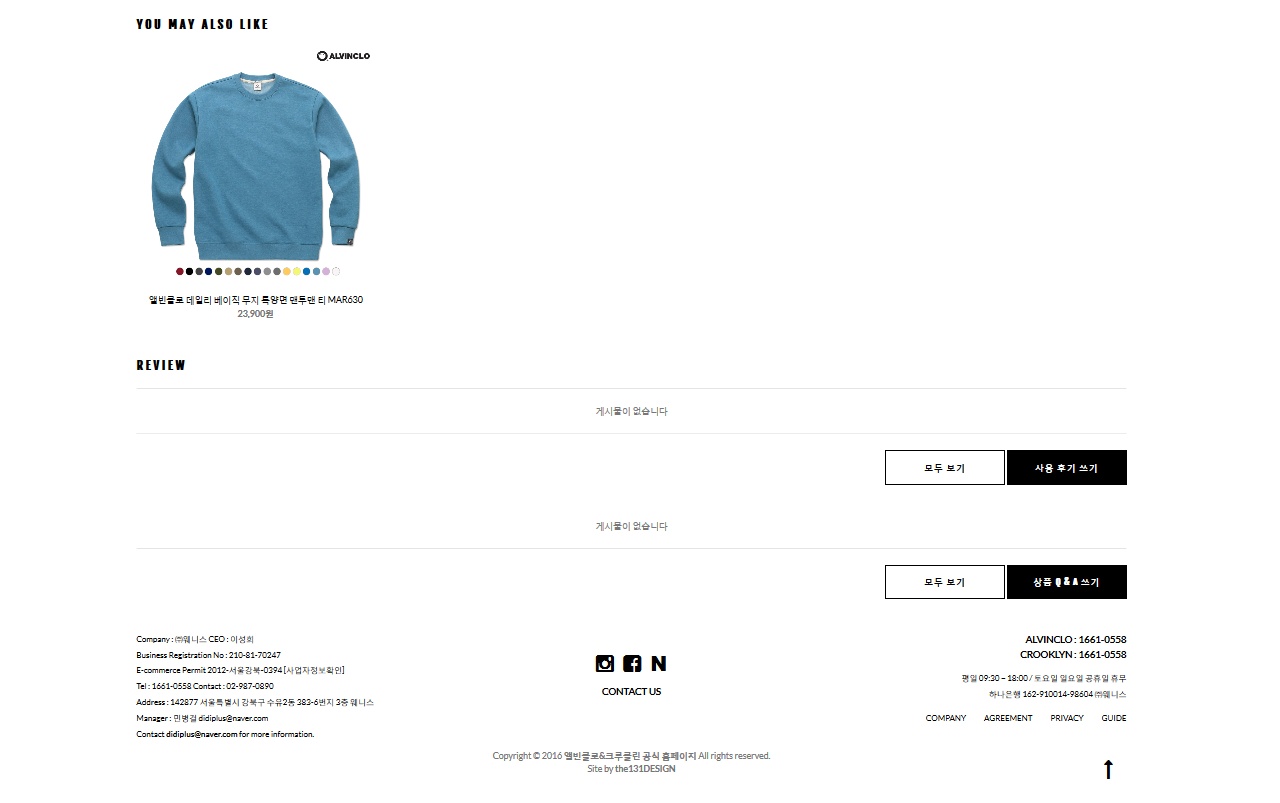 YOU MAY ALSO LIKE
ALVINCLO
앨빈클로 데일리 베이직 무지 특양면 맨투맨 티 MAR630
23,900원
REVIEW
게시물이 없습니다
모두 보기
사용 후기 쓰기
게시물이 없습니다
모두 보기
상품 Q & A 쓰기
Company : ㈜웨니스 CEO : 이성희
Business Registration No : 210-81-70247
E-commerce Permit 2012-서울강북-0394 [사업자정보확인]
Tel : 1661-0558 Contact : 02-987-0890
Address : 142877 서울특별시 강북구 수유2동 383-6번지 3층 웨니스
Manager : 민병길 didiplus@naver.com
Contact didiplus@naver.com for more information.
N
CONTACT US
ALVINCLO : 1661-0558
CROOKLYN : 1661-0558
평일 09:30 ~ 18:00 / 토요일 일요일 공휴일 휴무
하나은행 162-910014-98604 ㈜웨니스
COMPANY AGREEMENT PRIVACY GUIDE
Copyright © 2016 앨빈클로&크루클린 공식 홈페이지 All rights reserved.
Site by the131DESIGN